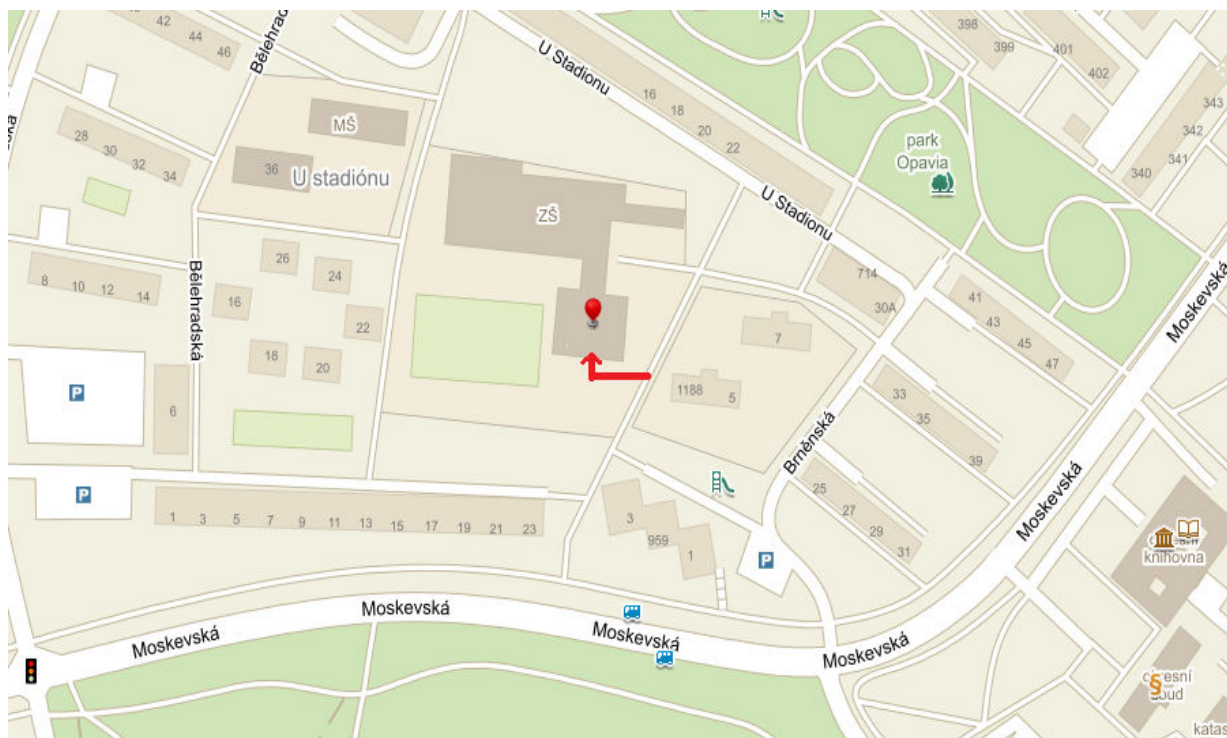 42
44
46
Bělehrad
U Stadionu
16
18
20
22
398
399
401
402
343
342
341
340
park
Opavia
MŠ
36
U stadiónu
28
30
32
34
ZŠ
U Stadionu
8
10
12
14
Bělehradská
26
24
16
22
18
20
714
30A
41
43
45
47
Moskevská
7
1188
5
33
35
39
P
6
Brněnská
Moskevská
P
1
3
5
7
9
11
13
15
17
19
21
23
3
959
1
25
27
29
31
P
knihovna
Moskevská
Moskevská
Moskevská
Moskevská
soud
katas